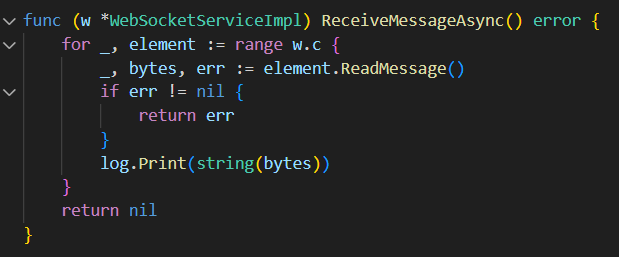 func (w *WebSocketServiceImpl) ReceiveMessageAsync() error {
    for _, element := range w.c {
        _, bytes, err := element.ReadMessage()
        if err != nil {
            return err
        }
        log.Print(string(bytes))
    }
    return nil
}